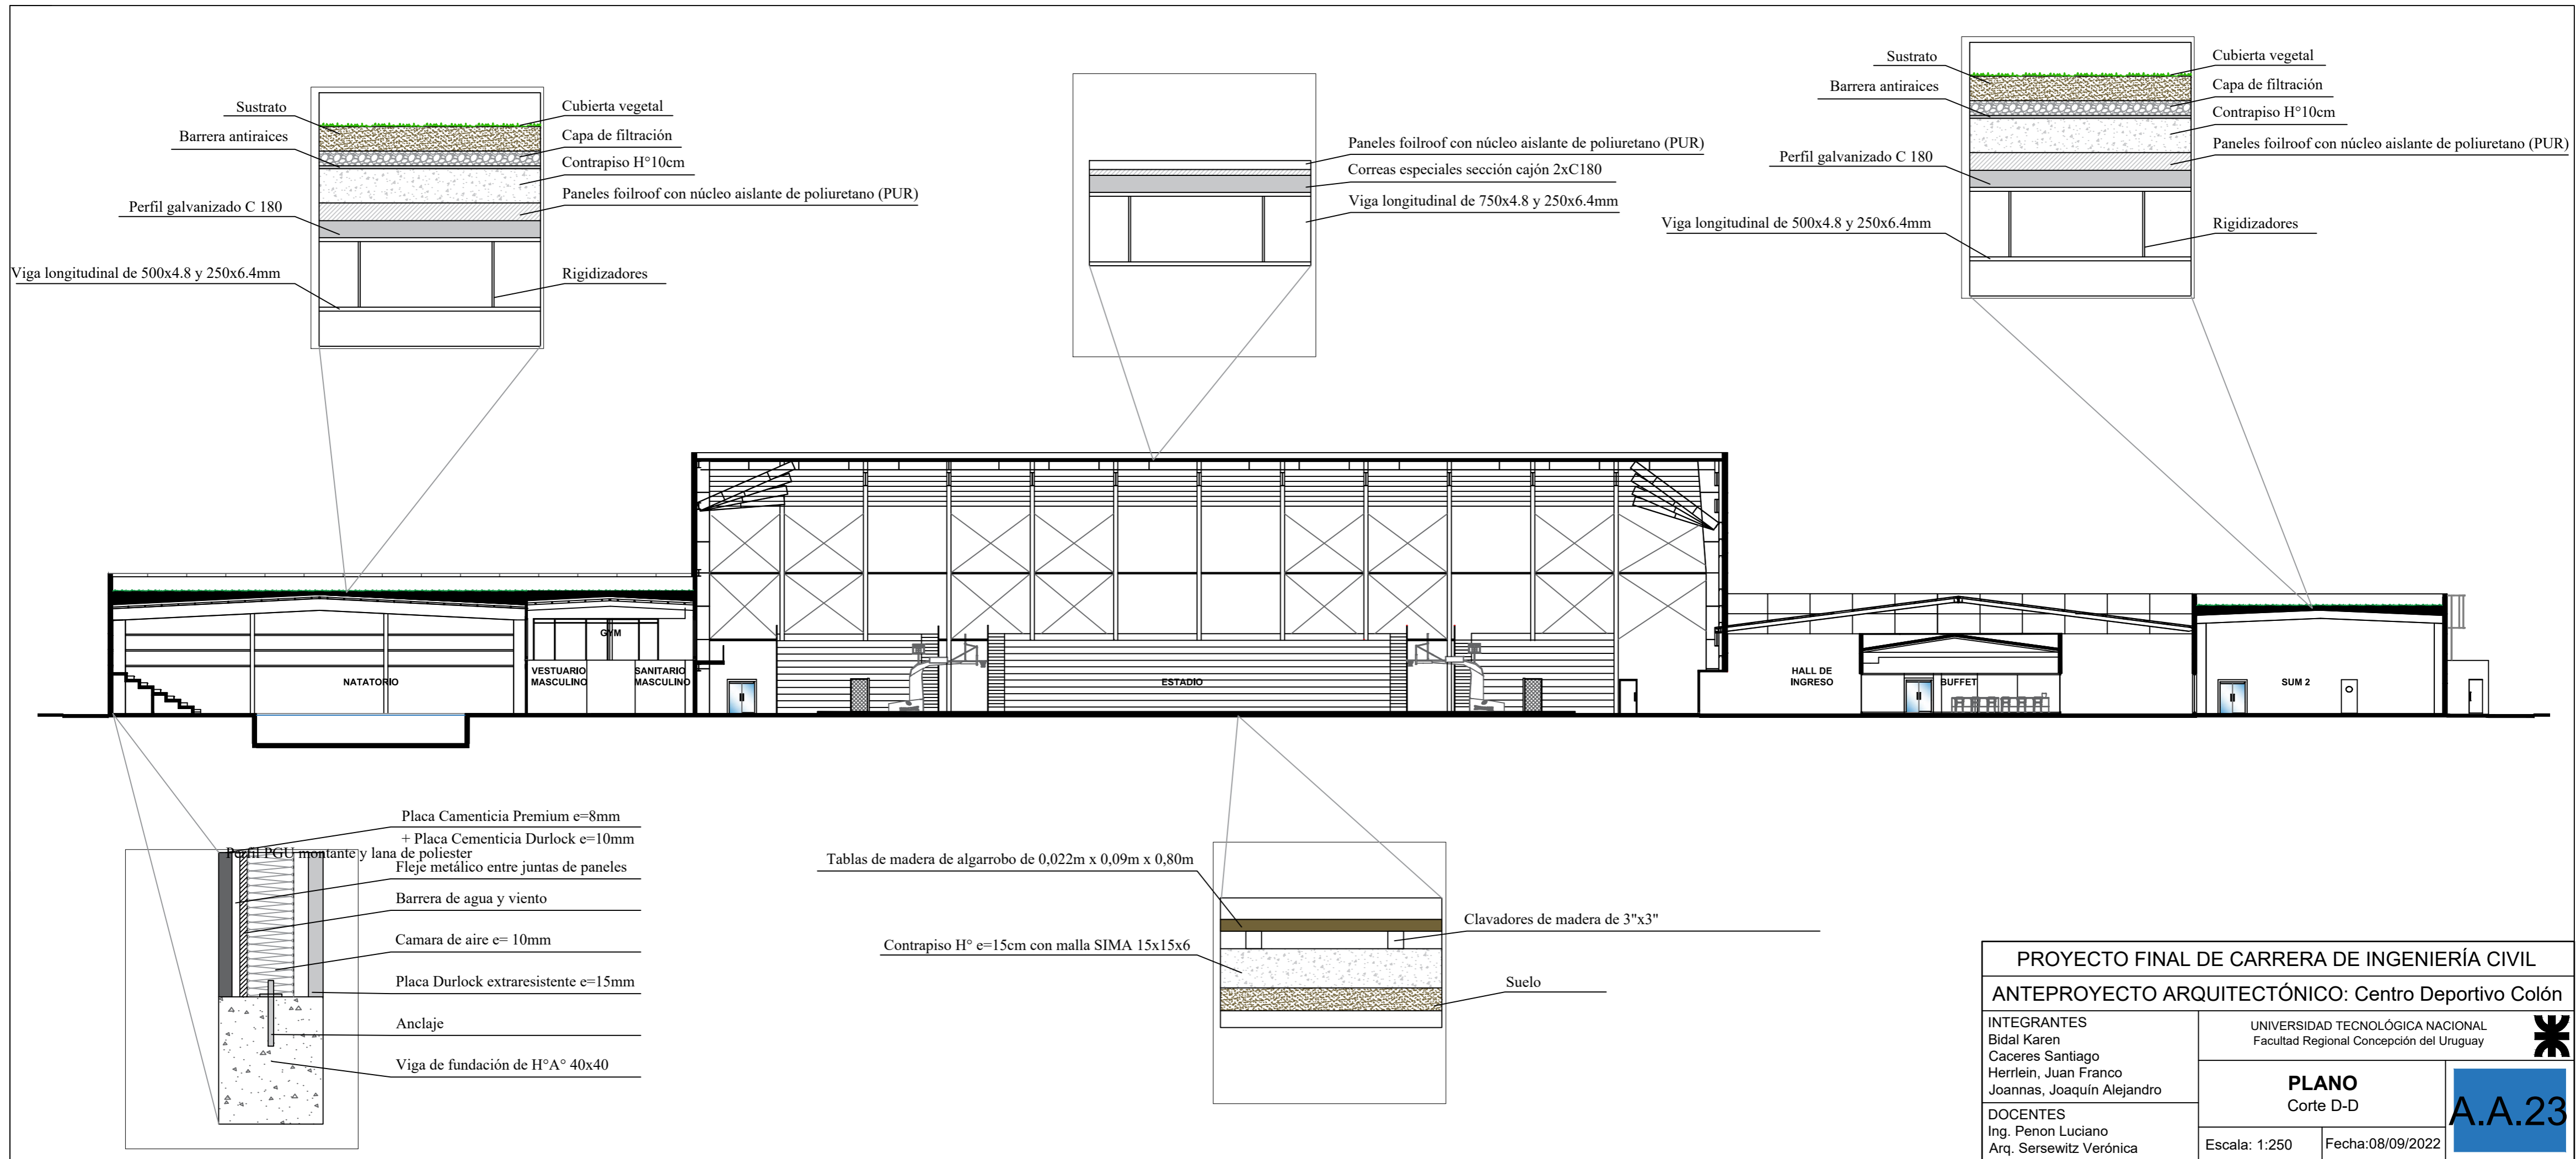 Sustrato
Barrera antiraices
Perfil galvanizado C 180
Viga longitudinal de 500x4.8 y 250x6.4mm
Cubierta vegetal
Capa de filtración
Contrapiso H°10cm
Paneles foilroof con núcleo aislante de poliuretano (PUR)
Rigidizadores
Paneles foilroof con núcleo aislante de poliuretano (PUR)
Correas especiales sección cajón 2xC180
Viga longitudinal de 750x4.8 y 250x6.4mm
Sustrato
Barrera antiraices
Perfil galvanizado C 180
Viga longitudinal de 500x4.8 y 250x6.4mm
Cubierta vegetal
Capa de filtración
Contrapiso H°10cm
Paneles foilroof con núcleo aislante de poliuretano (PUR)
Rigidizadores
NATATORIO
GYM
VESTUARIO
MASCULINO
SANITARIO
MASCULINO
ESTADIO
HALL DE
INGRESO
BUFFET
SUM 2
Placa Camenticia Premium e=8mm
+ Placa Cementicia Durlock e=10mm
Perfil PGU montante y lana de poliester
Fleje metálico entre juntas de paneles
Barrera de agua y viento
Camara de aire e= 10mm
Placa Durlock extraresistente e=15mm
Anclaje
Viga de fundación de H°A° 40x40
Tablas de madera de algarrobo de 0,022m x 0,09m x 0,80m
Contrapiso H° e=15cm con malla SIMA 15x15x6
Clavadores de madera de 3"x3"
Suelo
PROYECTO FINAL DE CARRERA DE INGENIERÍA CIVIL
ANTEPROYECTO ARQUITECTÓNICO: Centro Deportivo Colón
INTEGRANTES
Bidal Karen
Caceres Santiago
Herrlein, Juan Franco
Joannas, Joaquín Alejandro
DOCENTES
Ing. Penon Luciano
Arq. Sersewitz Verónica
UNIVERSIDAD TECNOLÓGICA NACIONAL
Facultad Regional Concepción del Uruguay
PLANO
Corte D-D
Escala: 1:250
Fecha:08/09/2022
A.A.23